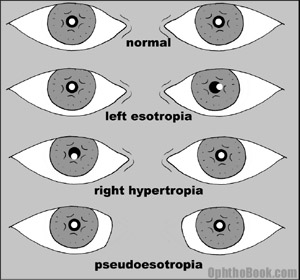 normal
left esotropia
right hypertropia
pseudoesotropia
OphthoBook.com